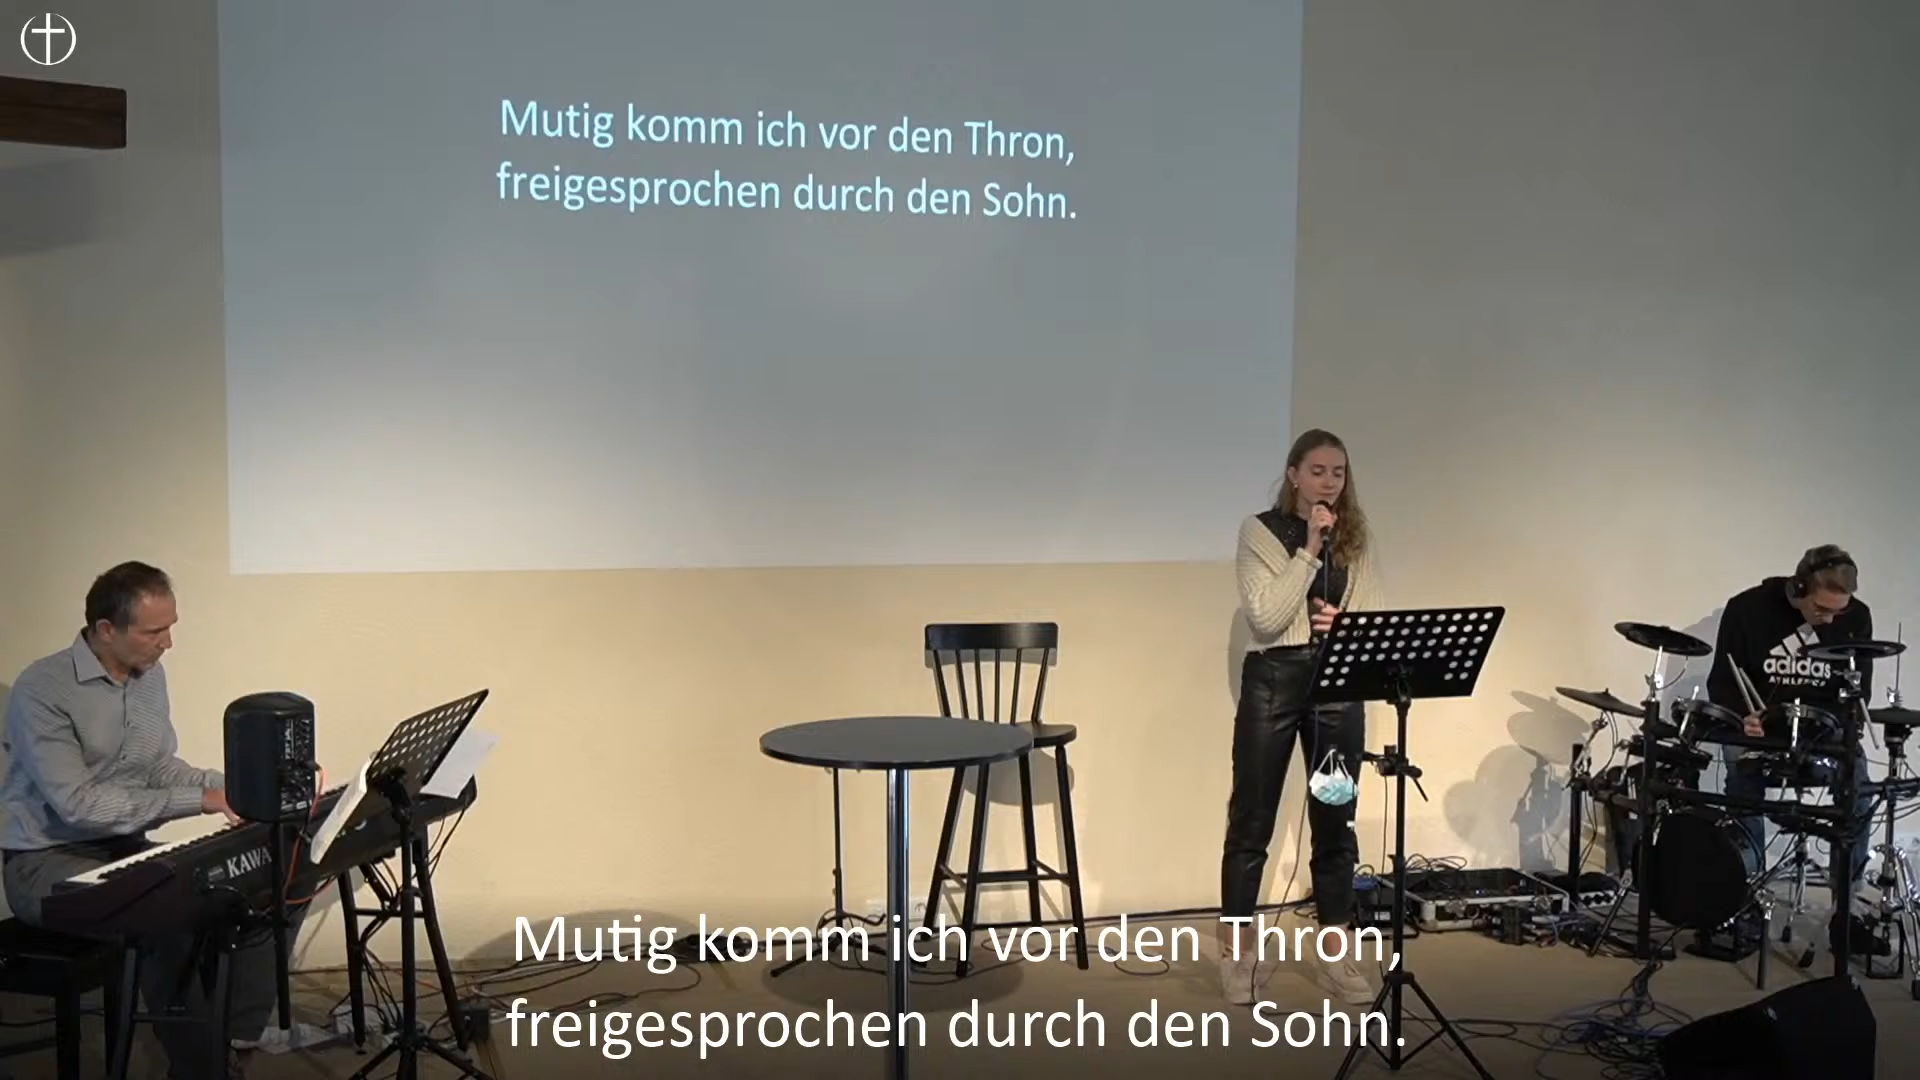 Mutig komm ich vor den Thron,
freigesprochen durch den Sohn.
adidas
KAWA
Mutig komm ich vor den Thron,
freigesprochen durch den Sohn.